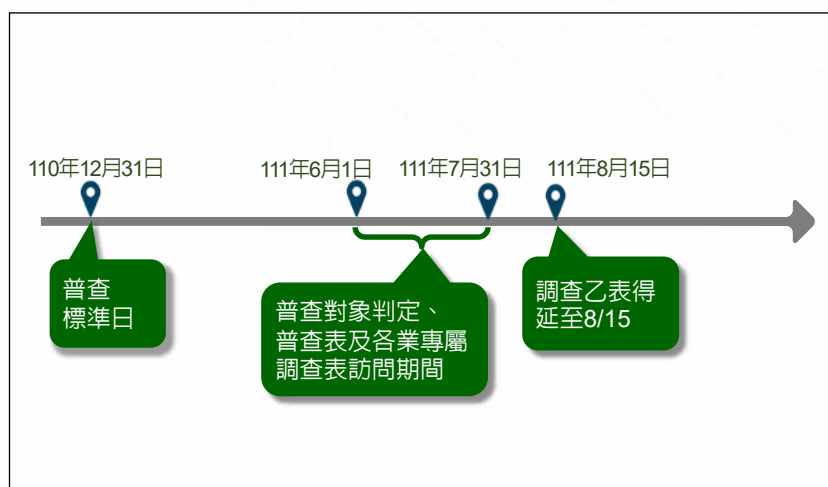 110年12月31日
111年6月1日
111年7月31日
111年8月15日
普查
標準日
普查對象判定、
普查表及各業專屬
調查表訪問期間
調查乙表得
延至8/15